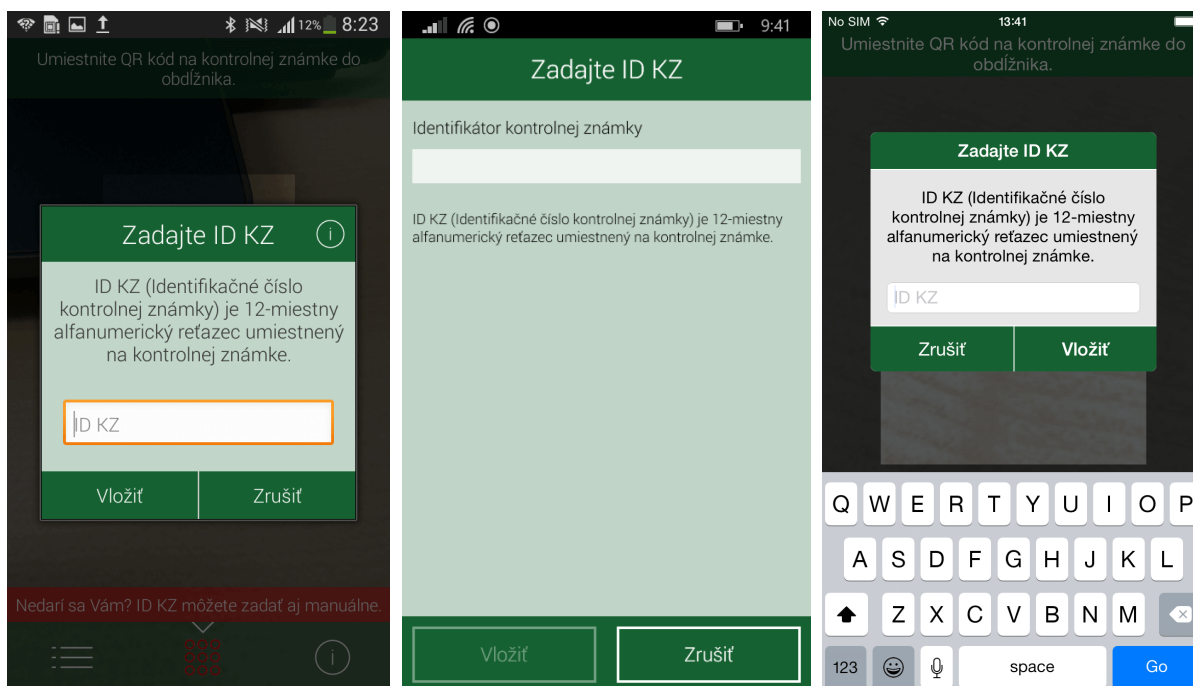 12% 8:23
Umiestnite QR kód na kontrolnej známke do
obdĺžnika.
Zadajte ID KZ
ID KZ (Identifikačné číslo
kontrolnej známky) je 12-miestny
alfanumerický reťazec umiestnený
na kontrolnej známke.
ID KZ
Vložiť Zrušiť
Nedarí sa Vám? ID KZ môžete zadať aj manuálne.
9:41
Zadajte ID KZ
Identifikátor kontrolnej známky
ID KZ (Identifikačné číslo kontrolnej známky) je 12-miestny
alfanumerický reťazec umiestnený na kontrolnej známke.
Vložiť Zrušiť
No SIM 13:41
Umiestnite QR kód na kontrolnej známke do
obdĺžnika.
Zadajte ID KZ
ID KZ (Identifikačné číslo
kontrolnej známky) je 12-miestny
alfanumerický reťazec umiestnený
na kontrolnej známke.
ID KZ
Zrušiť Vložiť
Q W E R T Y U I O P
A S D F G H J K L
Z X C V B N M
123 space Go